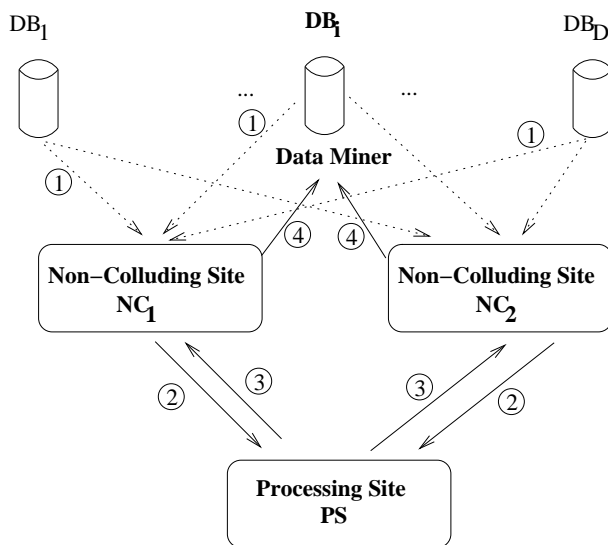 DB1
DBi
DBD
...
...
1
1
1
Data Miner
4
4
Non-Colluding Site
NC1
Non-Colluding Site
NC2
2
3
3
2
Processing Site
PS